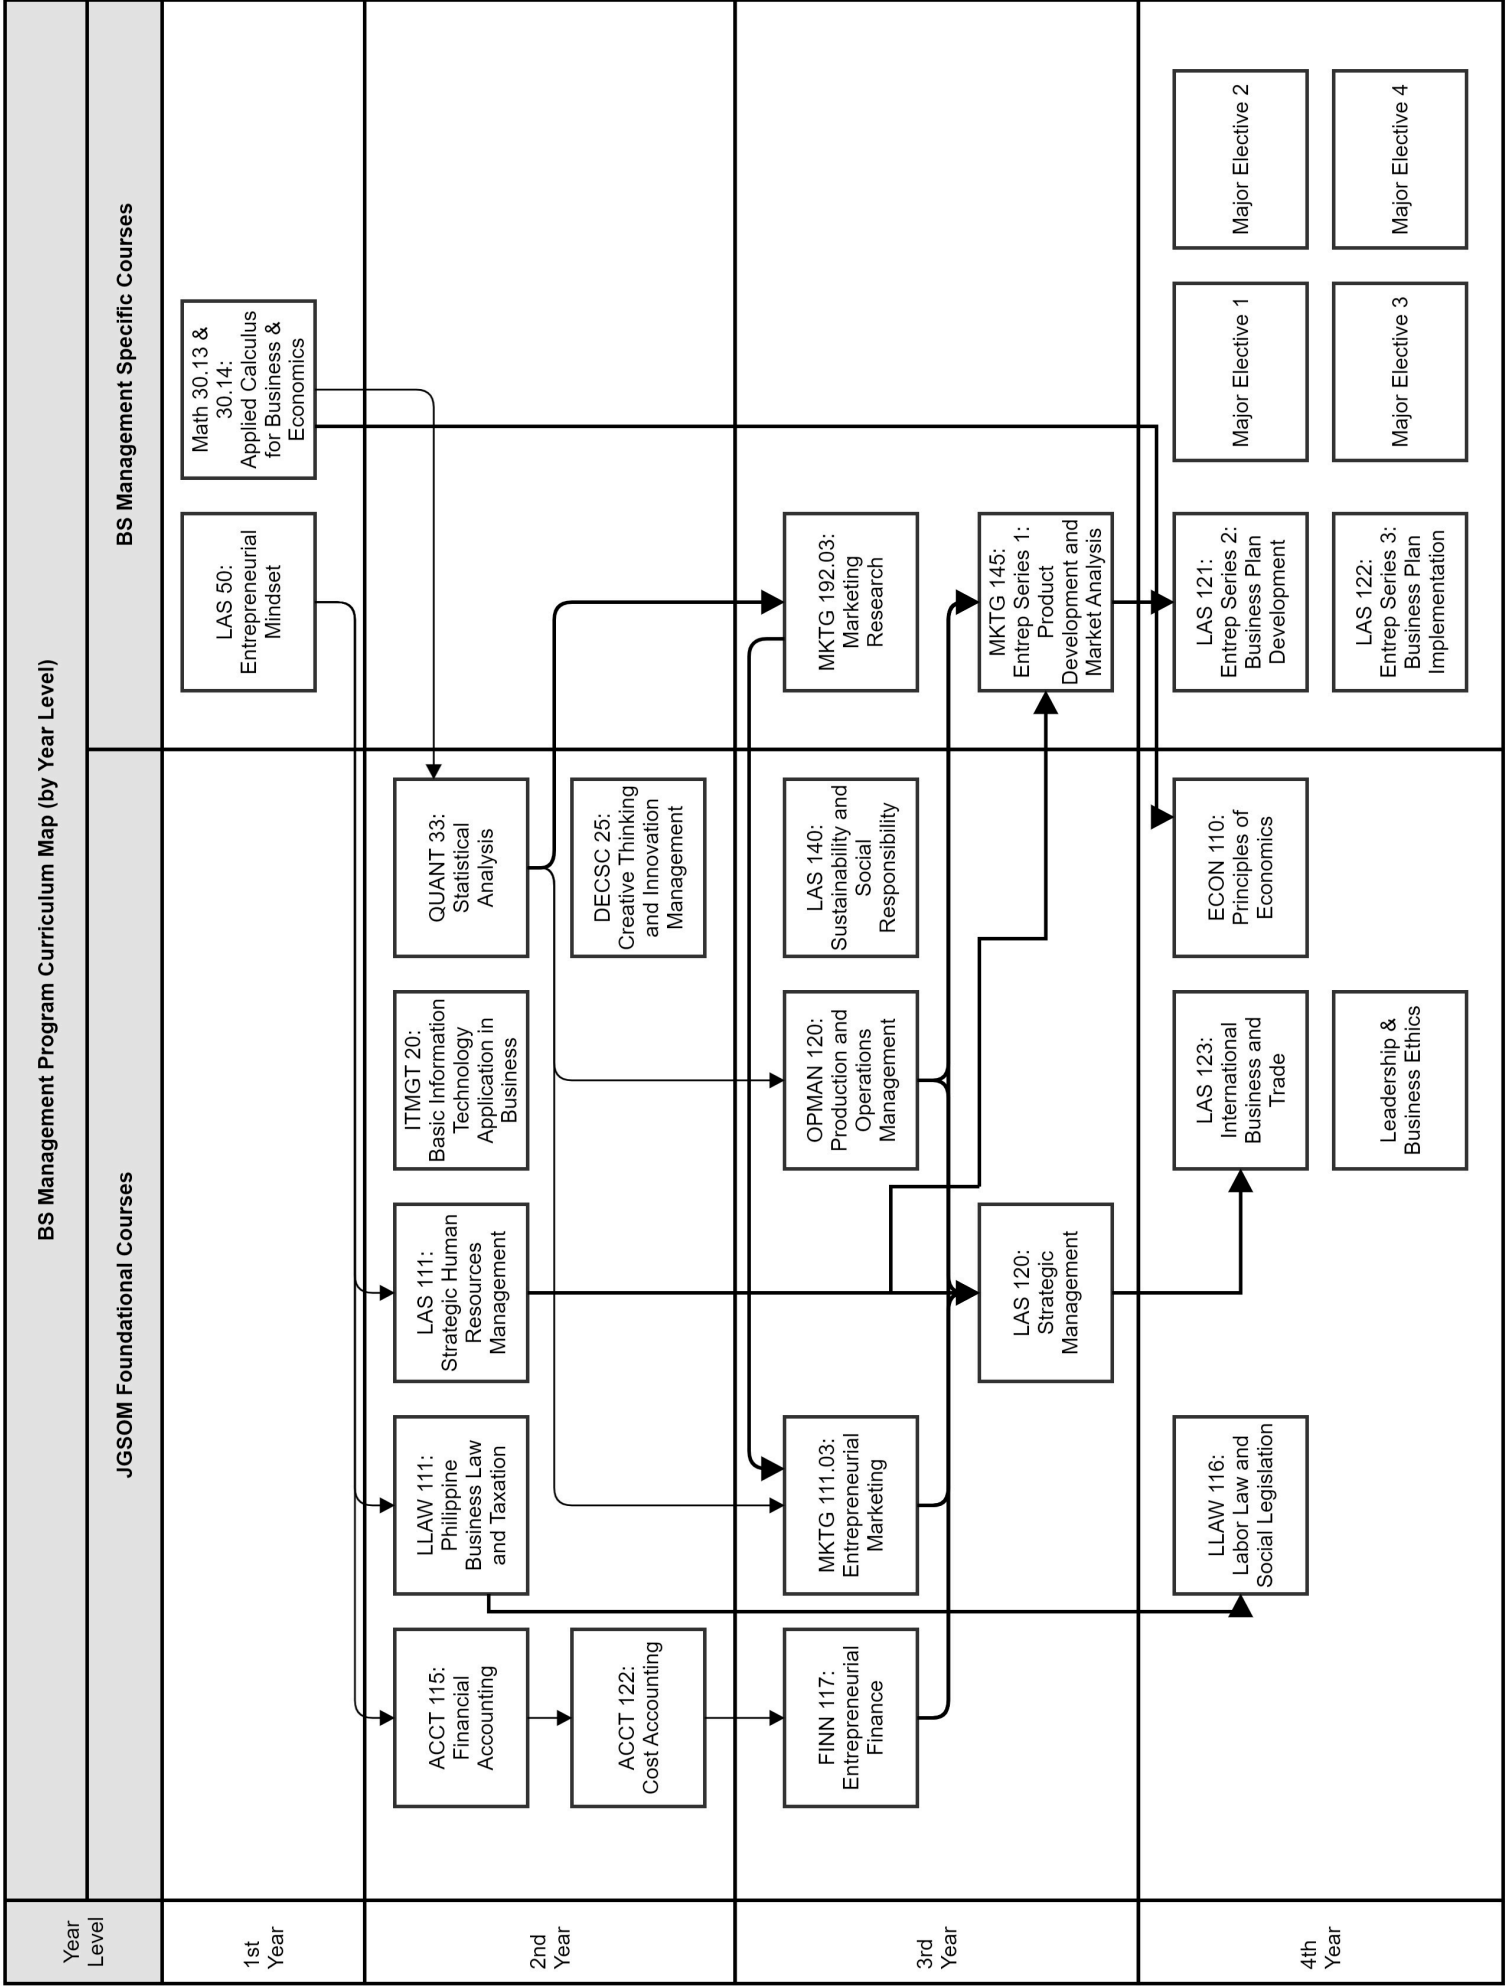 BS Management Program Curriculum Map (by Year Level)
Year
Level
JGSOM Foundational Courses
BS Management Specific Courses
1st
Year
LAS 50:
Entrepreneurial
Mindset
Math 30.13 &
30.14:
Applied Calculus
for Business &
Economics
2nd
Year
ACCT 115:
Financial
Accounting
LLAW 111:
Philippine
Business Law
and Taxation
LAS 111:
Strategic Human
Resources
Management
ITMGT 20:
Basic Information
Technology
Application in
Business
QUANT 33:
Statistical
Analysis
ACCT 122:
Cost Accounting
DECSC 25:
Creative Thinking
and Innovation
Management
3rd
Year
FINN 117:
Entrepreneurial
Finance
MKTG 111.03:
Entrepreneurial
Marketing
OPMAN 120:
Production and
Operations
Management
LAS 140:
Sustainability and
Social
Responsibility
MKTG 192.03:
Marketing
Research
LAS 120:
Strategic
Management
MKTG 145:
Entrep Series 1:
Product
Development and
Market Analysis
4th
Year
LLAW 116:
Labor Law and
Social Legislation
LAS 123:
International
Business and
Trade
ECON 110:
Principles of
Economics
LAS 121:
Entrep Series 2:
Business Plan
Development
Major Elective 1
Major Elective 2
Leadership &
Business Ethics
LAS 122:
Entrep Series 3:
Business Plan
Implementation
Major Elective 3
Major Elective 4